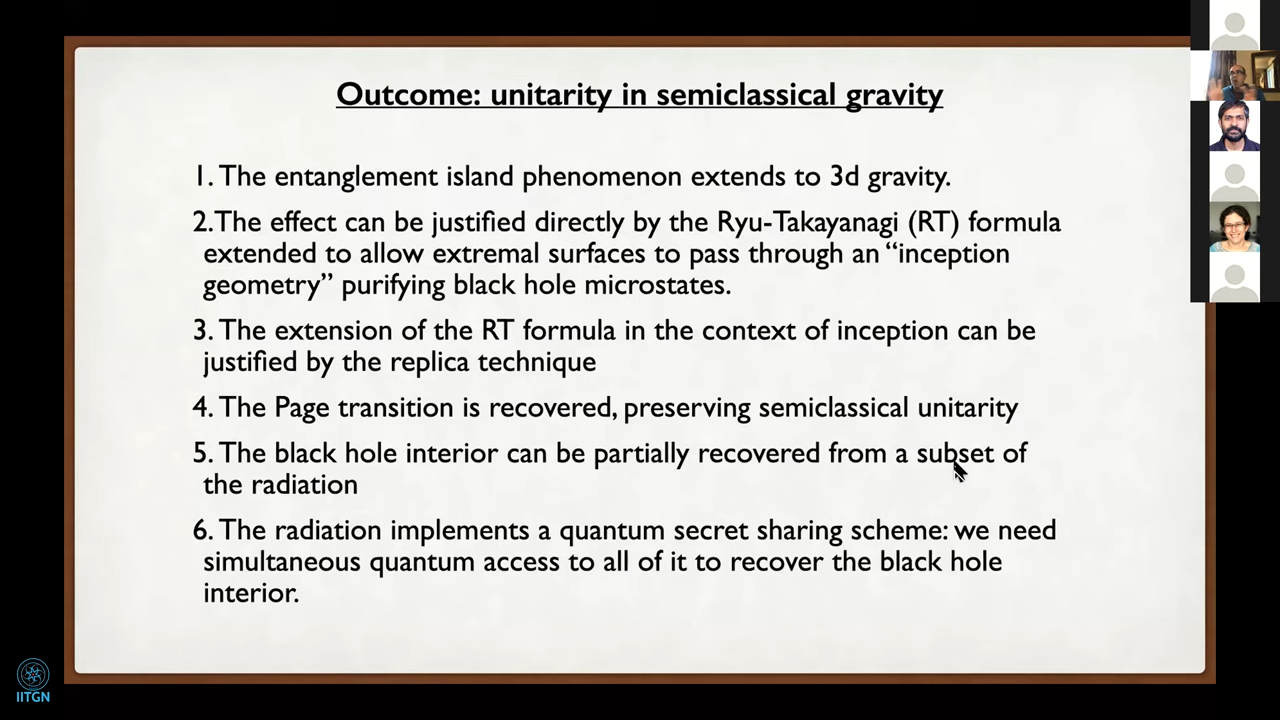 Outcome: unitarity in semiclassical gravity
1. The entanglement island phenomenon extends to 3d gravity.
2.The effect can be justified directly by the Ryu-Takayanagi (RT) formula
extended to allow extremal surfaces to pass through an “inception
geometry” purifying black hole microstates.
3. The extension of the RT formula in the context of inception can be
justified by the replica technique
4. The Page transition is recovered, preserving semiclassical unitarity
5. The black hole interior can be partially recovered from a subset of
the radiation
6. The radiation implements a quantum secret sharing scheme: we need
simultaneous quantum access to all of it to recover the black hole
interior.
IITGN